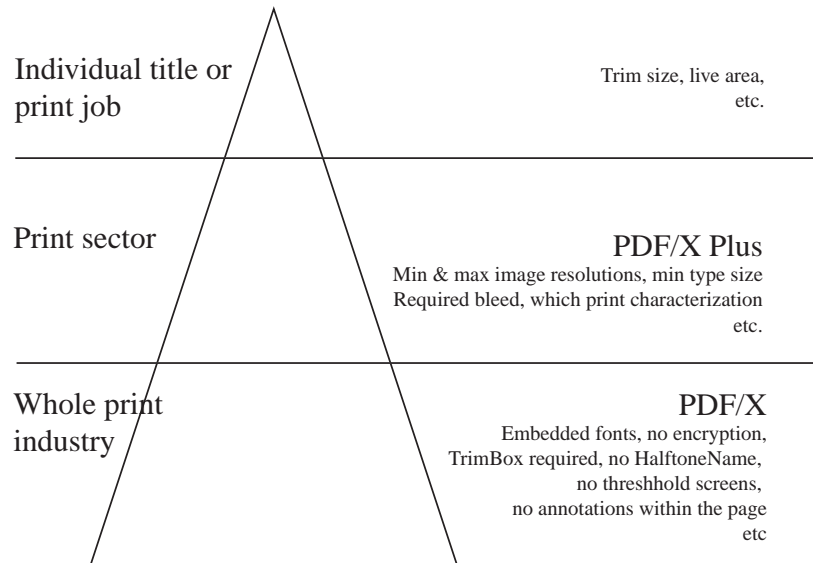 Individual title or
print job
Trim size, live area,
etc.
Print sector
PDF/X Plus
Min & max image resolutions, min type size
Required bleed, which print characterization
etc.
Whole print
industry
PDF/X
Embedded fonts, no encryption,
TrimBox required, no HalftoneName,
no threshhold screens,
no annotations within the page
etc